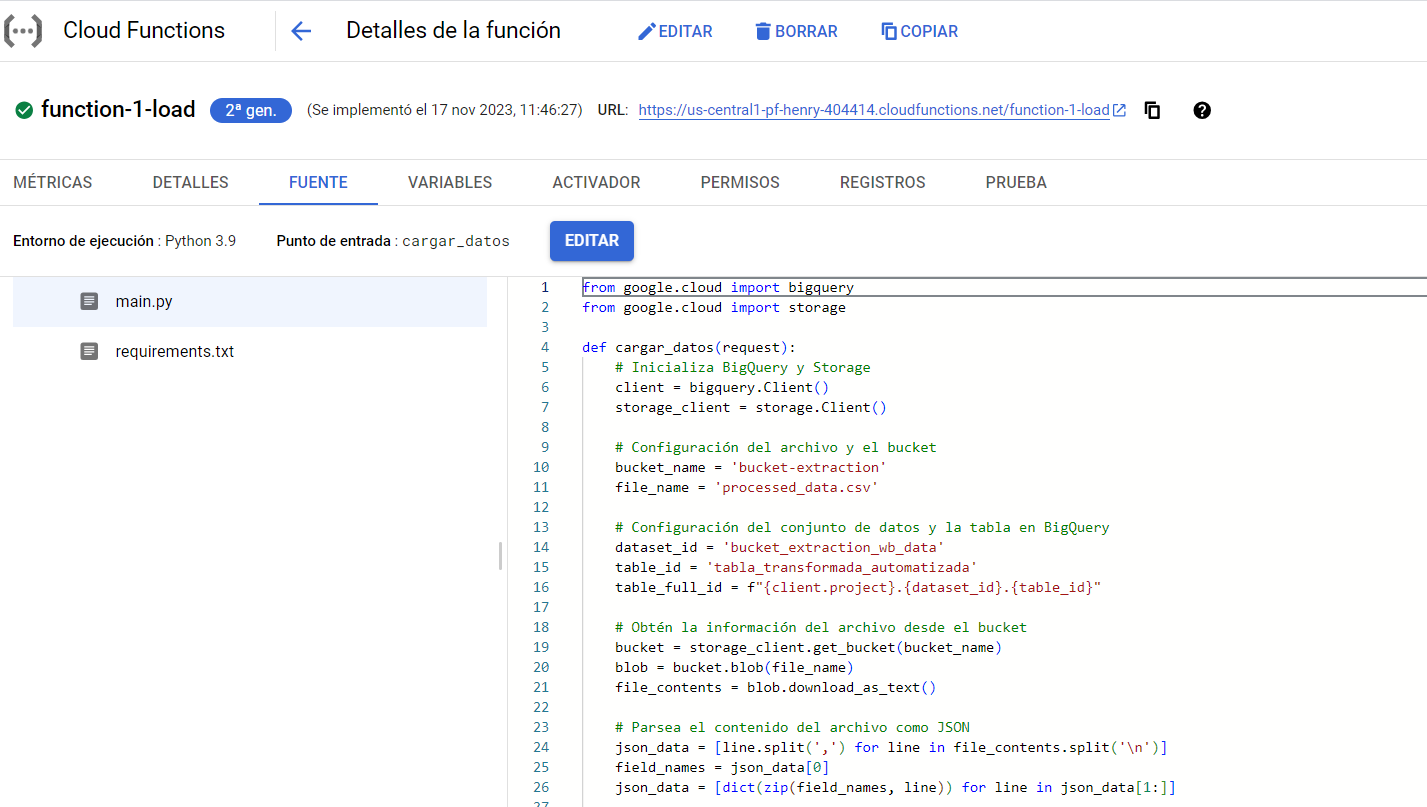 Cloud Functions
Detalles de la función
EDITAR
BORRAR
COPIAR
function-1-load
2ª gen.
(Se implementó el 17 nov 2023, 11:46:27)
URL:
https://us-central1-pf-henry-404414.cloudfunctions.net/function-1-load
MÉTRICAS
DETALLES
FUENTE
VARIABLES
ACTIVADOR
PERMISOS
REGISTROS
PRUEBA
Entorno de ejecución : Python 3.9
Punto de entrada : cargar_datos
EDITAR
main.py
requirements.txt
1 from google.cloud import bigquery
2 from google.cloud import storage
3
4 def cargar_datos(request):
5     # Inicializa BigQuery y Storage
6     client = bigquery.Client()
7     storage_client = storage.Client()
8
9     # Configuración del archivo y el bucket
10     bucket_name = 'bucket-extraction'
11     file_name = 'processed_data.csv'
12
13     # Configuración del conjunto de datos y la tabla en BigQuery
14     dataset_id = 'bucket_extraction_wb_data'
15     table_id = 'tabla_transformada_automatizada'
16     table_full_id = f"{client.project}.{dataset_id}.{table_id}"
17
18     # Obtén la información del archivo desde el bucket
19     bucket = storage_client.get_bucket(bucket_name)
20     blob = bucket.blob(file_name)
21     file_contents = blob.download_as_text()
22
23     # Parsea el contenido del archivo como JSON
24     json_data = [line.split(',') for line in file_contents.split('\n')]
25     field_names = json_data[0]
26     json_data = [dict(zip(field_names, line)) for line in json_data[1:]]
27